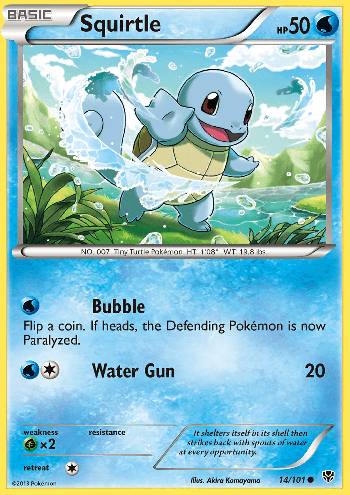 BASIC
Squirtle
HP50
NO. 007 Tiny Turtle Pokémon HT: 1'08" WT: 19.8 lbs.
Bubble
Flip a coin. If heads, the Defending Pokémon is now
Paralyzed.
Water Gun 20
weakness resistance
×2
retreat
It shelters itself in its shell then
strikes back with spouts of water
at every opportunity.
©2013 Pokémon
Illus. Akira Komayama
14/101